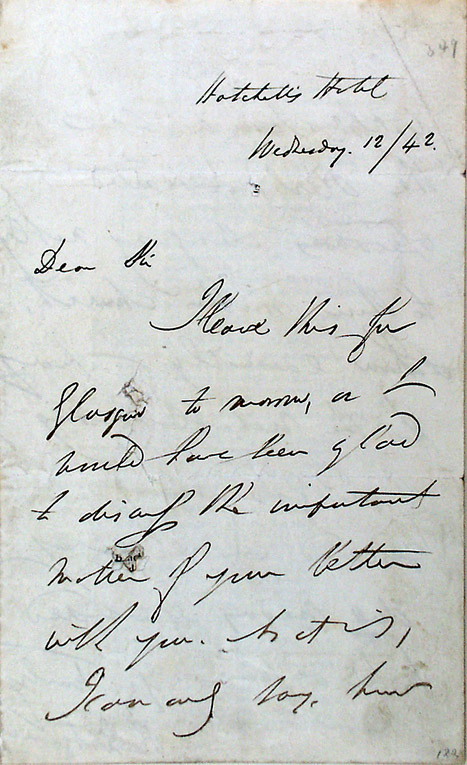 349
Hatchett's Hotel
Wednesday. 12/42.
Dear Sir
I leave this for
Glasgow to morrow, or I
would have been glad
to discuss the important
matter of your letter
with you. As it is,
I can only say, how
122